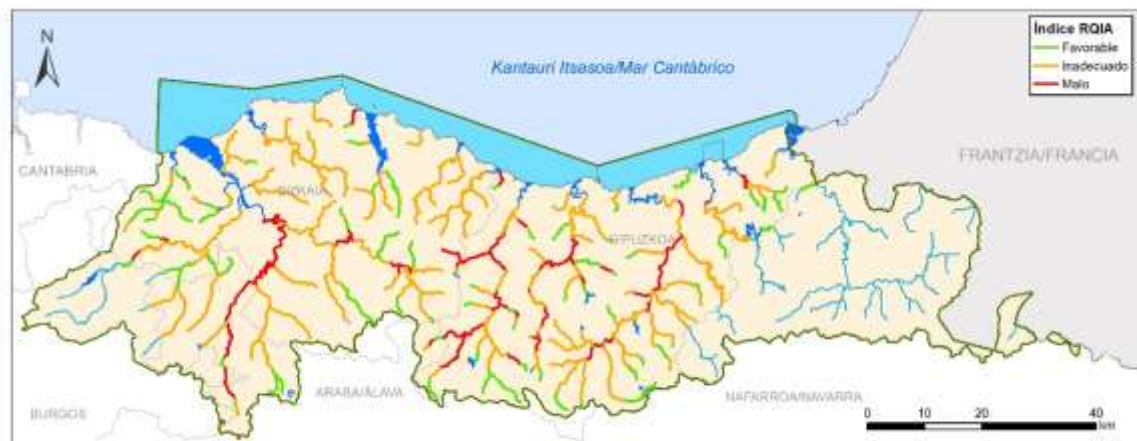 N
Kantauri Itsasoa/Mar Cantábrico
Índice RQIA
Favorable
Inadecuado
Malo
CANTABRIA
FRANTZIA/FRANCIA
BIZKAIA
GIPUZKOA
ARABA/ÁLAVA
NAFARROA/NAVARRA
BURGOS
0 10 20 40
km